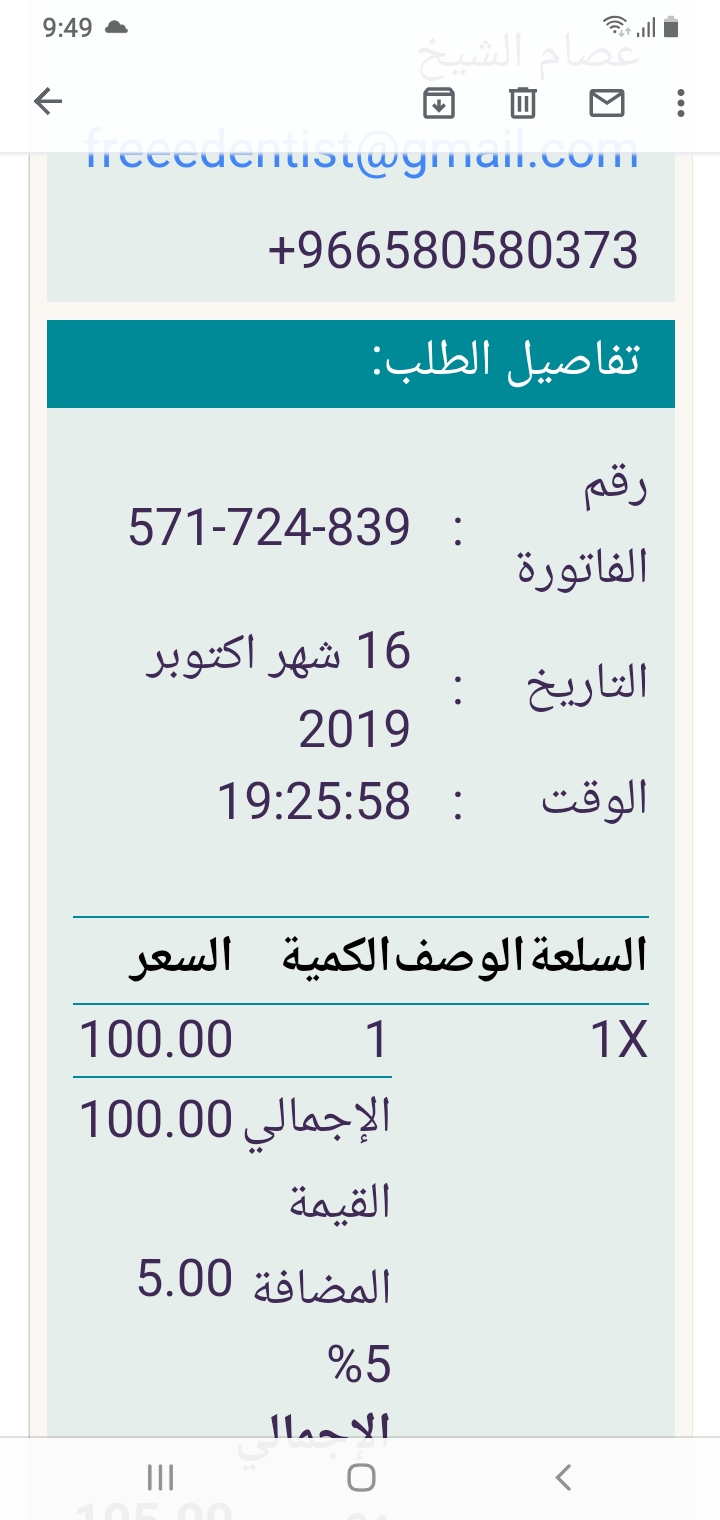 9:49
عصام الشيخ
freeedentist@gmail.com
+966580580373
تفاصيل الطلب:
رقم الفاتورة : 571-724-839
التاريخ : 16 شهر اكتوبر 2019
الوقت : 19:25:58
السلعة الوصف الكمية السعر
1X 1 100.00
الإجمالي 100.00
القيمة
المضافة 5.00
%5
الإجمالي
105.00